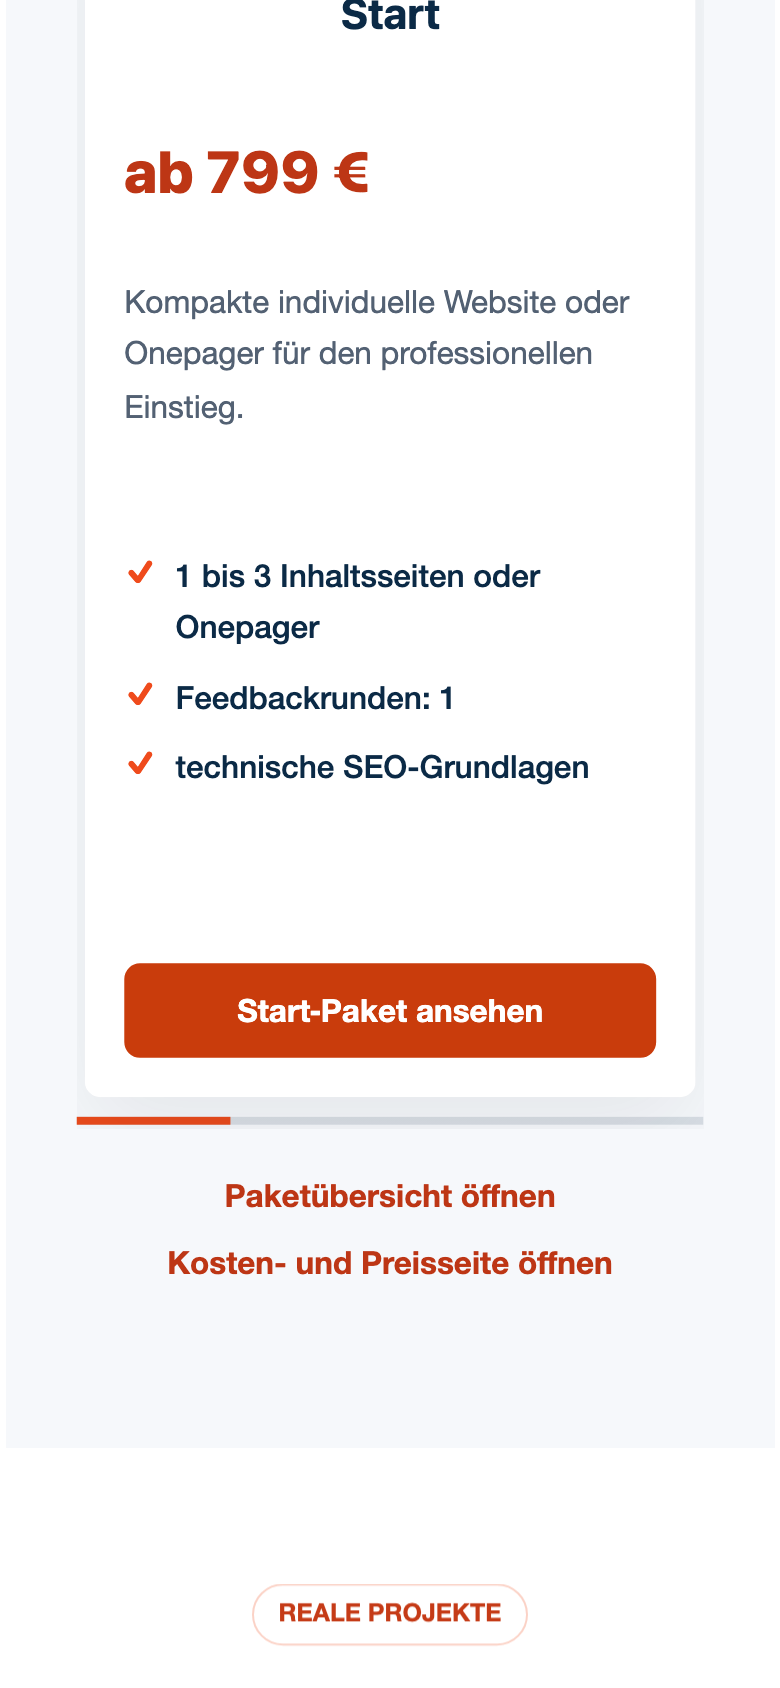 Start
ab 799 €
Kompakte individuelle Website oder
Onepager für den professionellen
Einstieg.
1 bis 3 Inhaltsseiten oder
Onepager
Feedbackrunden: 1
technische SEO-Grundlagen
Start-Paket ansehen
Paketübersicht öffnen
Kosten- und Preisseite öffnen
REALE PROJEKTE